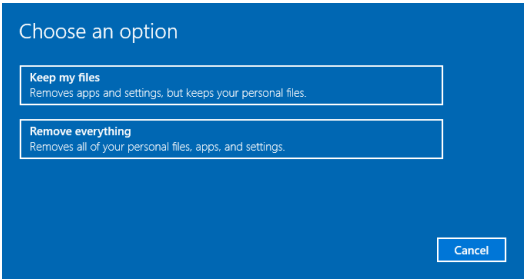 Choose an option
Keep my files
Removes apps and settings, but keeps your personal files.
Remove everything
Removes all of your personal files, apps, and settings.
Cancel